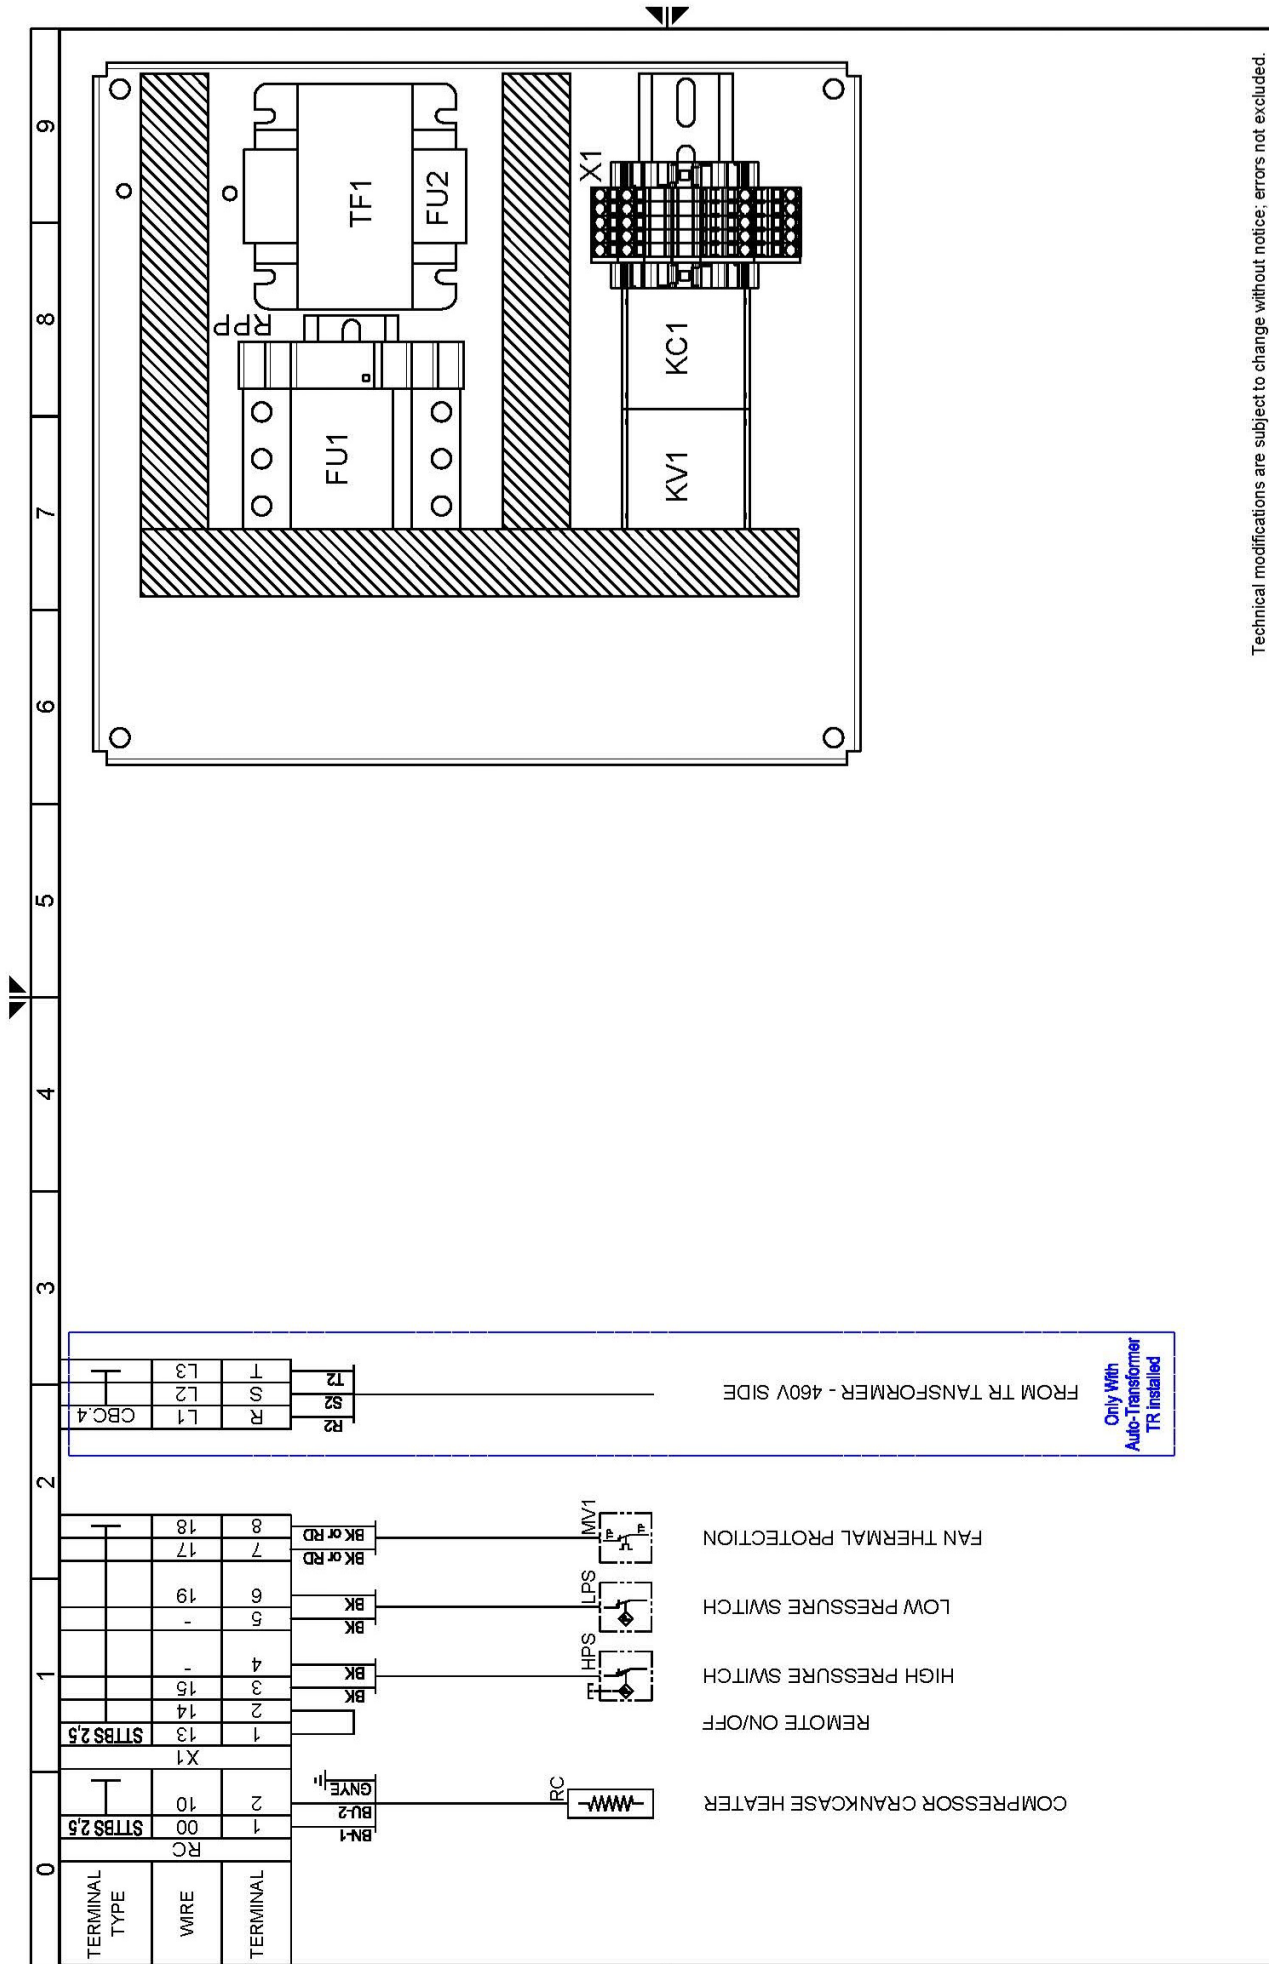 0
1
2
3
4
5
6
7
8
9
TERMINAL
TYPE
WIRE
TERMINAL
RC
STTBS 2,5
00
10
1
2
BN-1
BU-2
GNYE
RC
COMPRESSOR CRANKCASE HEATER
X1
STTBS 2,5
13
14
15
-
-
19
17
18
1
2
3
4
5
6
7
8
REMOTE ON/OFF
BK
BK
HPS
HIGH PRESSURE SWITCH
BK
BK
LPS
LOW PRESSURE SWITCH
BK or RD
BK or RD
MV1
FAN THERMAL PROTECTION
CBC.4
L1
L2
L3
R
S
T
R2
S2
T2
FROM TR TRANSFORMER - 460V SIDE
Only With
Auto-Transformer
TR installed
FU1
RPP
TF1
FU2
KV1
KC1
X1
Technical modifications are subject to change without notice; errors not excluded.